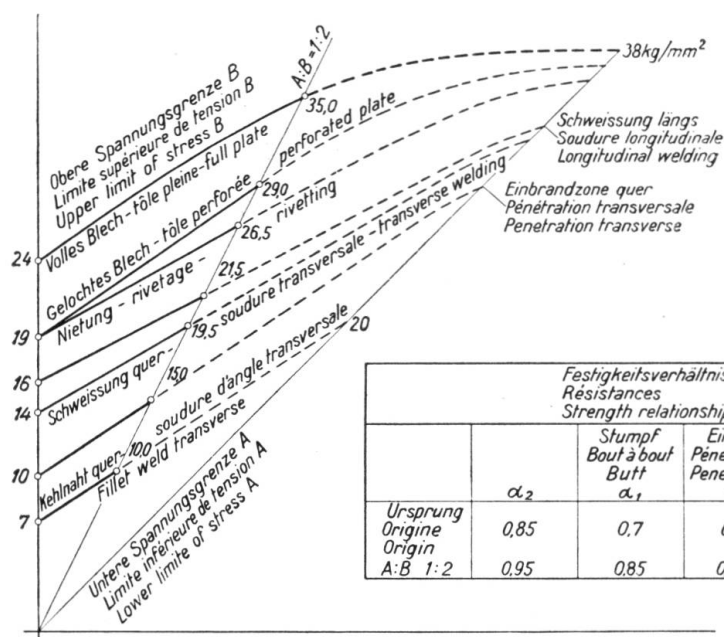 38kg/mm²
A:B=1:2
35,0
Obere Spannungsgrenze B
Limite supérieure de tension B
Upper limit of stress B
Volles Blech-tôle pleine-full plate
Schweissung längs
Soudure longitudinale
Longitudinal welding
Einbrandzone quer
Pénétration transversale
Penetration transverse
Gelochtes Blech-tôle perforée perforated plate
29,0
Nietung - rivetage - rivetting
26,5
21,5
Schweissung quer- soudure transversale-transverse welding
19,5
15,0
Kehlnaht quer- soudure d'angle transversale
Fillet weld transverse
10,0
20
24
19
16
14
10
7
Untere Spannungsgrenze A
Limite inférieure de tension A
Lower limite of stress A
Festigkeitsverhältnis
Résistances
Strength relationship
α₂
Stumpf
Bout à bout
Butt
α₁
Ursprung
Origine
Origin
0,85
0,7
A:B 1:2
0,95
0,85